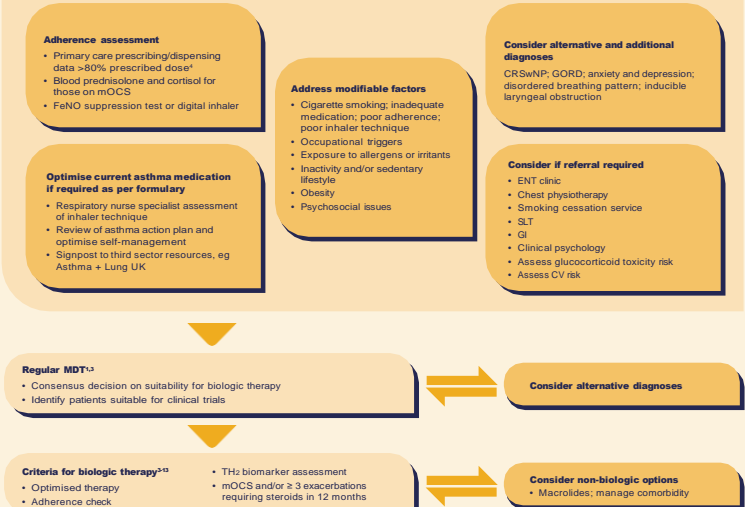 Adherence assessment
• Primary care prescribing/dispensing
data >80% prescribed dose⁴
• Blood prednisolone and cortisol for
those on mOCS
• FeNO suppression test or digital inhaler
Optimise current asthma medication
if required as per formulary
• Respiratory nurse specialist assessment
of inhaler technique
• Review of asthma action plan and
optimise self-management
• Signpost to third sector resources, eg
Asthma + Lung UK
Address modifiable factors
• Cigarette smoking; inadequate
medication; poor adherence;
poor inhaler technique
• Occupational triggers
• Exposure to allergens or irritants
• Inactivity and/or sedentary
lifestyle
• Obesity
• Psychosocial issues
Consider alternative and additional
diagnoses
CRSwNP; GORD; anxiety and depression;
disordered breathing pattern; inducible
laryngeal obstruction
Consider if referral required
• ENT clinic
• Chest physiotherapy
• Smoking cessation service
• SLT
• GI
• Clinical psychology
• Assess glucocorticoid toxicity risk
• Assess CV risk
Regular MDT¹,³
• Consensus decision on suitability for biologic therapy
• Identify patients suitable for clinical trials
Consider alternative diagnoses
Criteria for biologic therapy³-¹³
• Optimised therapy
• Adherence check
• TH2 biomarker assessment
• mOCS and/or ≥ 3 exacerbations
requiring steroids in 12 months
Consider non-biologic options
• Macrolides; manage comorbidity